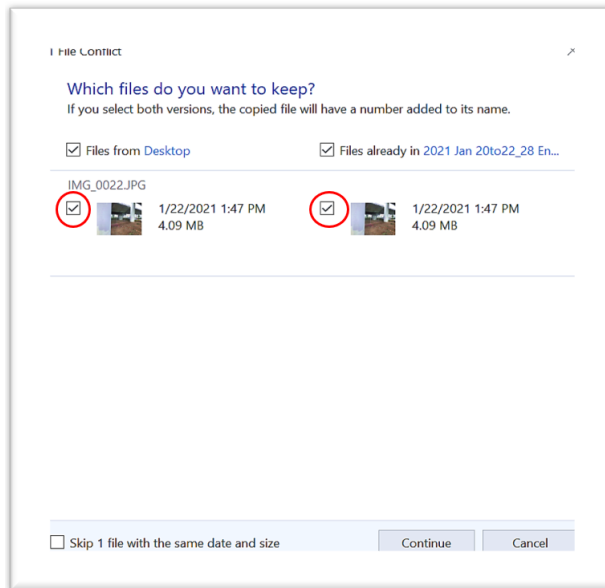 1 File Conflict
Which files do you want to keep?
If you select both versions, the copied file will have a number added to its name.
Files from Desktop
Files already in 2021 Jan 20to22_28 En...
IMG_0022.JPG
1/22/2021 1:47 PM
4.09 MB
1/22/2021 1:47 PM
4.09 MB
Skip 1 file with the same date and size
Continue
Cancel